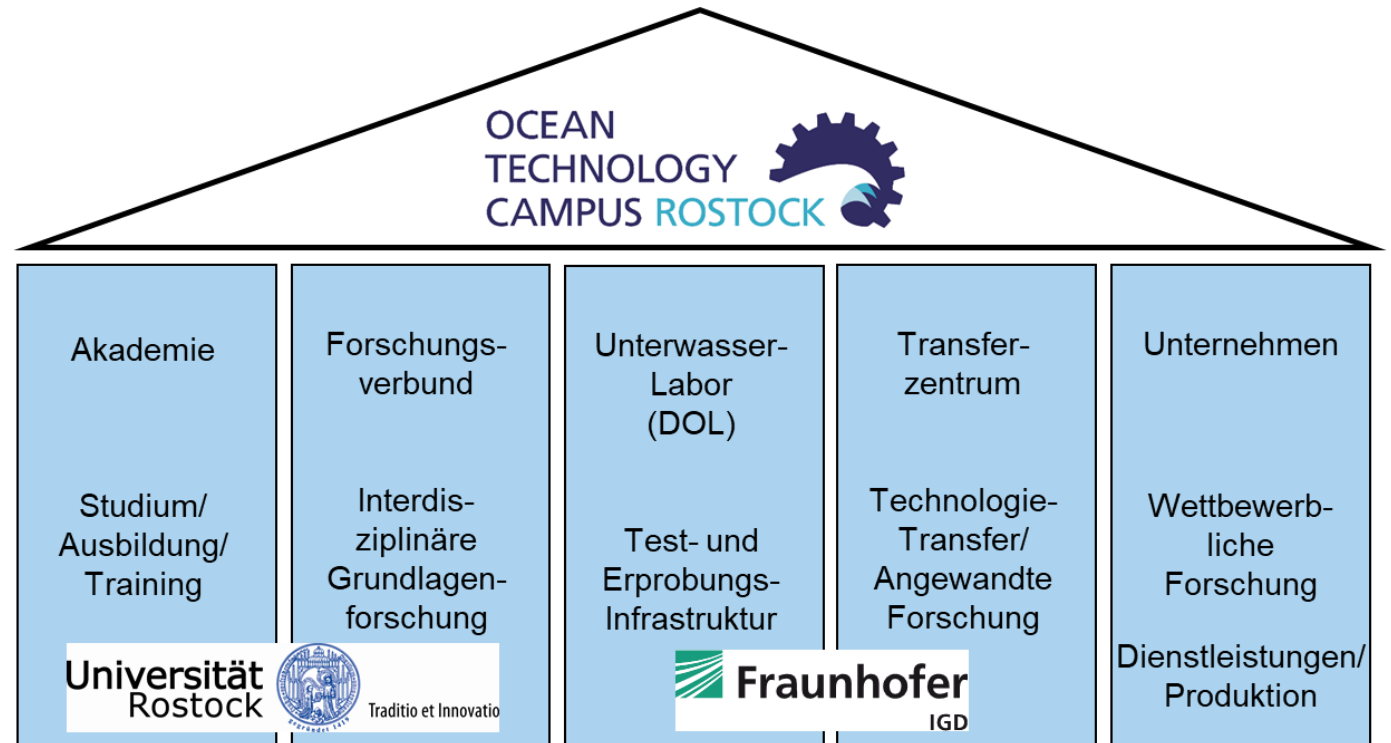 OCEAN
TECHNOLOGY
CAMPUS ROSTOCK
Akademie
Studium/
Ausbildung/
Training
Forschungs-
verbund
Interdis-
ziplinäre
Grundlagen-
forschung
Unterwasser-
Labor
(DOL)
Test- und
Erprobungs-
Infrastruktur
Transfer-
zentrum
Technologie-
Transfer/
Angewandte
Forschung
Unternehmen
Wettbewerb-
liche
Forschung
Dienstleistungen/
Produktion
Universität
Rostock
gegründet 1419
Traditio et Innovatio
Fraunhofer
IGD